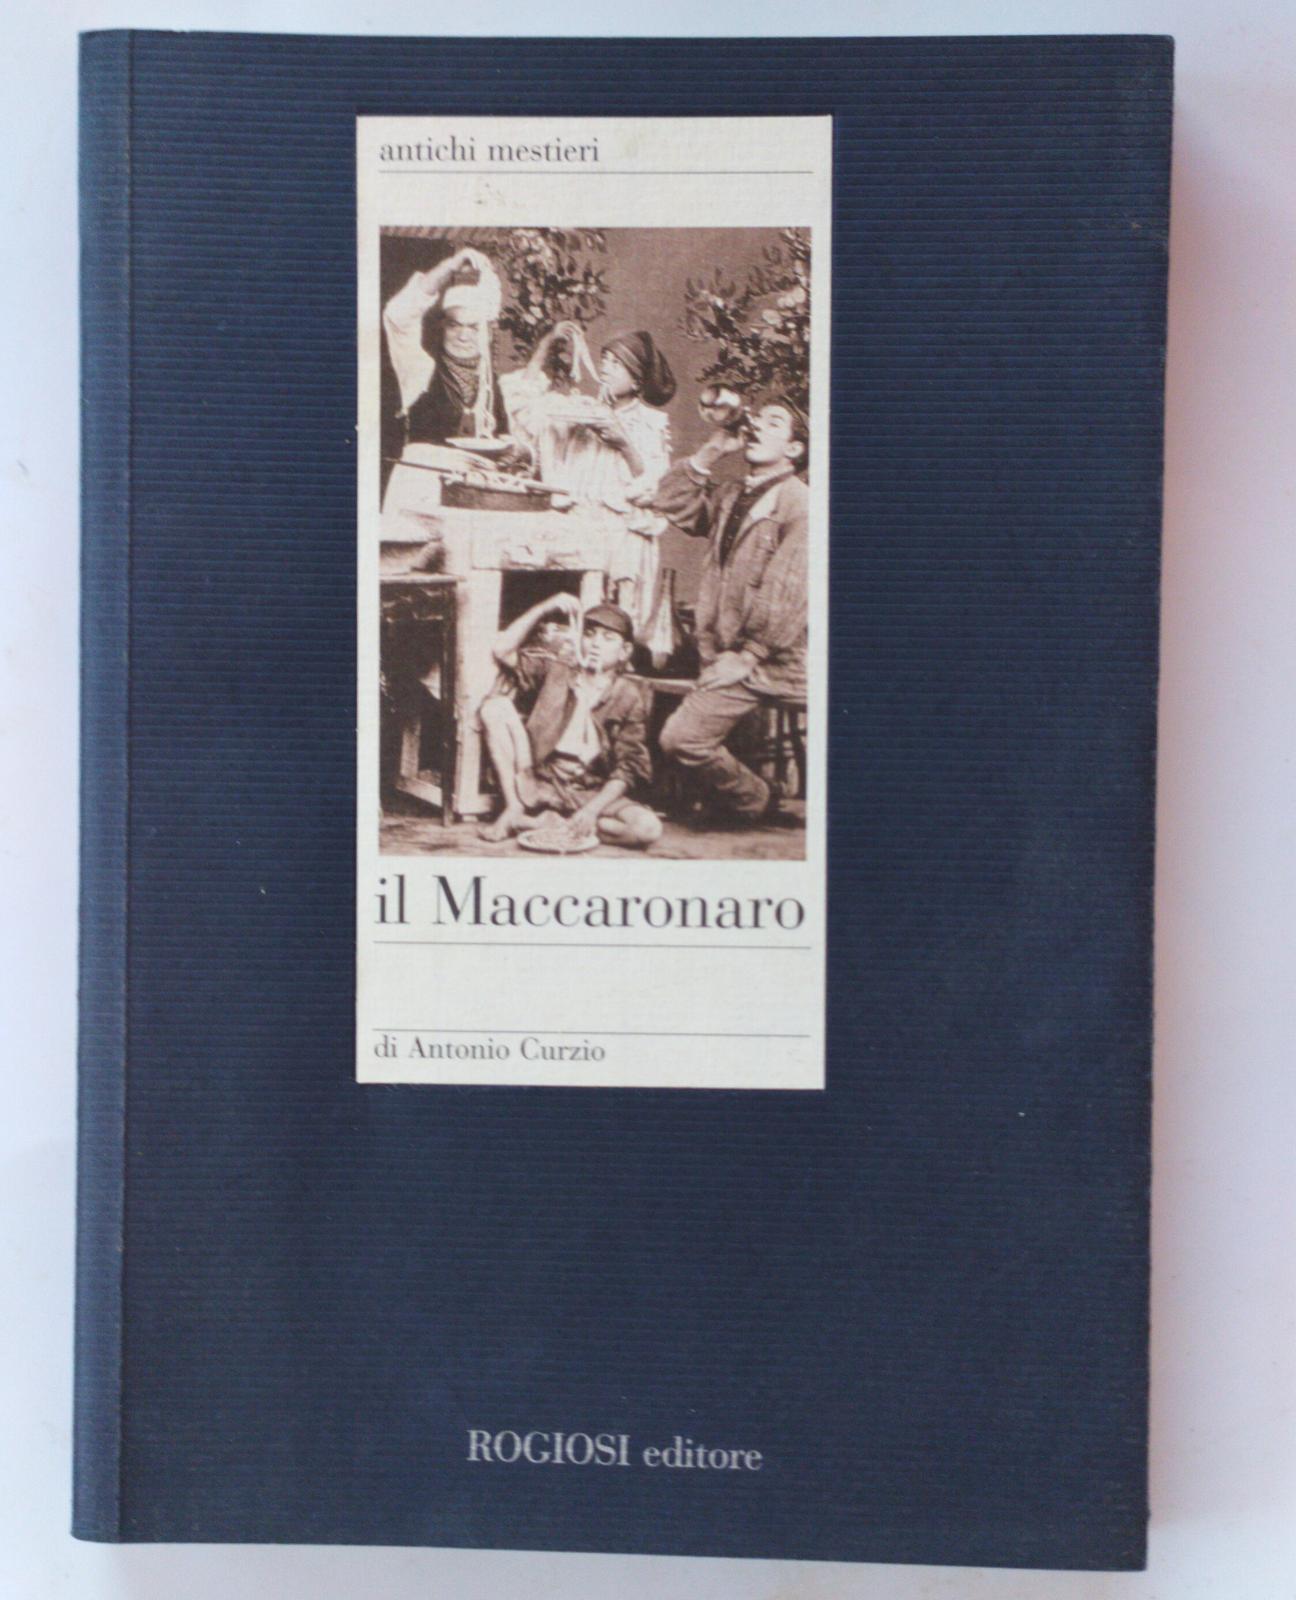 antichi mestieri
il Maccaronaro
di Antonio Curzio
ROGIOSI editore